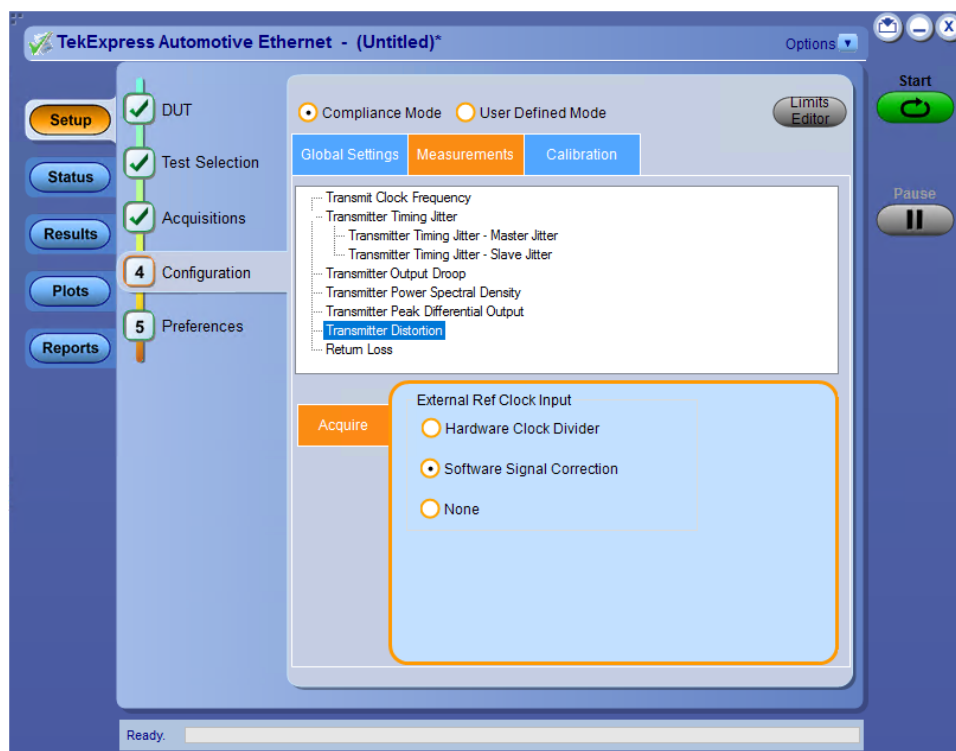 TekExpress Automotive Ethernet - (Untitled)*
Options
Start
Pause
Setup
Status
Results
Plots
Reports
DUT
Test Selection
Acquisitions
4 Configuration
5 Preferences
Compliance Mode
User Defined Mode
Limits
Editor
Global Settings
Measurements
Calibration
Transmit Clock Frequency
Transmitter Timing Jitter
Transmitter Timing Jitter - Master Jitter
Transmitter Timing Jitter - Slave Jitter
Transmitter Output Droop
Transmitter Power Spectral Density
Transmitter Peak Differential Output
Transmitter Distortion
Return Loss
Acquire
External Ref Clock Input
Hardware Clock Divider
Software Signal Correction
None
Ready.